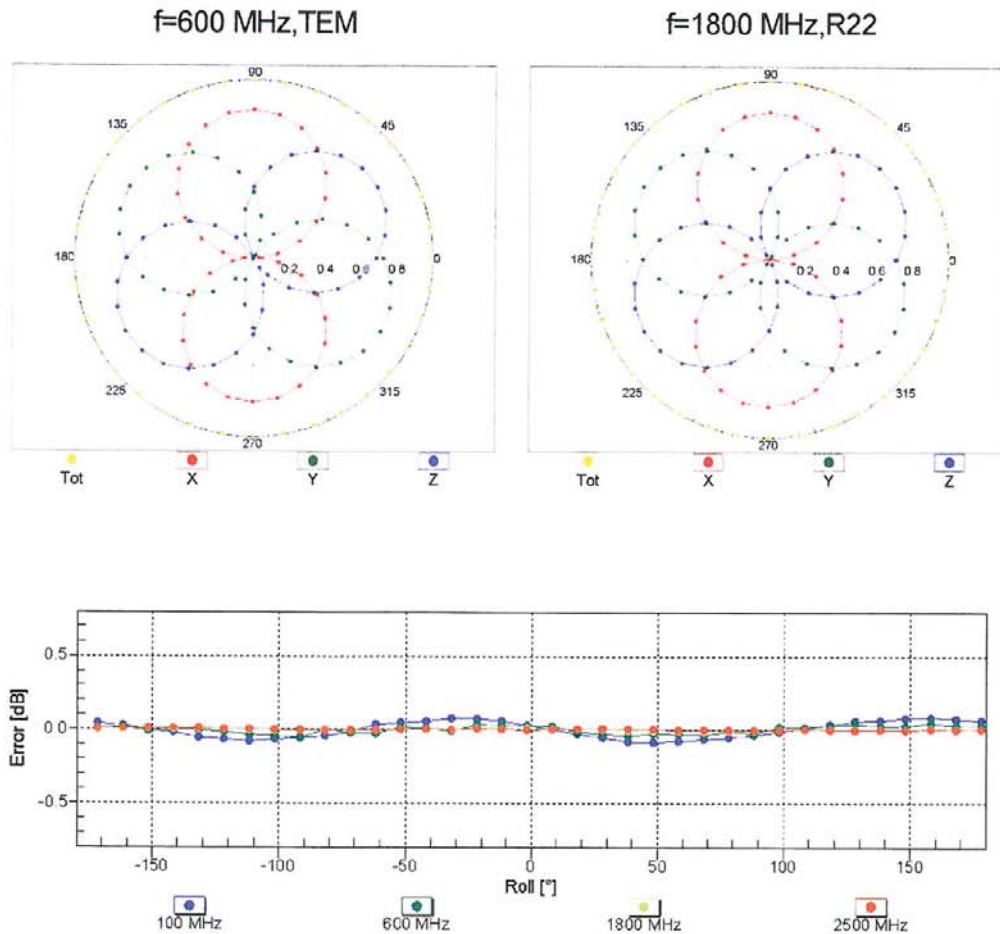 f=600 MHz,TEM
f=1800 MHz,R22
90
135
45
180
0.2 0.4 0.6 0.8 0
225
315
270
Tot X Y Z
90
135
45
180
0.2 0.4 0.6 0.8 0
225
315
270
Tot X Y Z
Error [dB]
0.5
0.0
-0.5
-150 -100 -50 0 50 100 150
Roll [°]
100 MHz 600 MHz 1800 MHz 2500 MHz